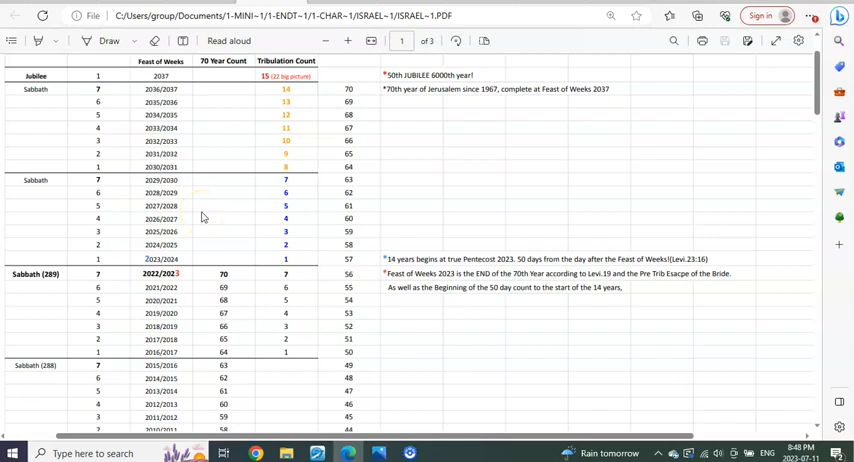 File | C:/Users/group/Documents/1-MINI~1/1-ENDT~1/1-CHAR~1/ISRAEL~1/ISRAEL~1.PDF
Sign in
Draw Read aloud 1 of 3
Feast of Weeks 70 Year Count Tribulation Count
Jubilee 1 2037 15 (22 big picture) *50th JUBILEE 6000th year!
Sabbath 7 2036/2037 14 70 *70th year of Jerusalem since 1967, complete at Feast of Weeks 2037
6 2035/2036 13 69
5 2034/2035 12 68
4 2033/2034 11 67
3 2032/2033 10 66
2 2031/2032 9 65
1 2030/2031 8 64
Sabbath 7 2029/2030 7 63
6 2028/2029 6 62
5 2027/2028 5 61
4 2026/2027 4 60
3 2025/2026 3 59
2 2024/2025 2 58
1 2023/2024 1 57 *14 years begins at true Pentecost 2023. 50 days from the day after the Feast of Weeks!(Levi.23:16)
Sabbath (289) 7 2022/2023 70 7 56 *Feast of Weeks 2023 is the END of the 70th Year according to Levi.19 and the Pre Trib Esacpe of the Bride.
6 2021/2022 69 6 55 As well as the Beginning of the 50 day count to the start of the 14 years,
5 2020/2021 68 5 54
4 2019/2020 67 4 53
3 2018/2019 66 3 52
2 2017/2018 65 2 51
1 2016/2017 64 1 50
Sabbath (288) 7 2015/2016 63 49
6 2014/2015 62 48
5 2013/2014 61 47
4 2012/2013 60 46
3 2011/2012 59 45
2 2010/2011 58 44
Type here to search
Rain tomorrow
ENG
8:48 PM
2023-07-11